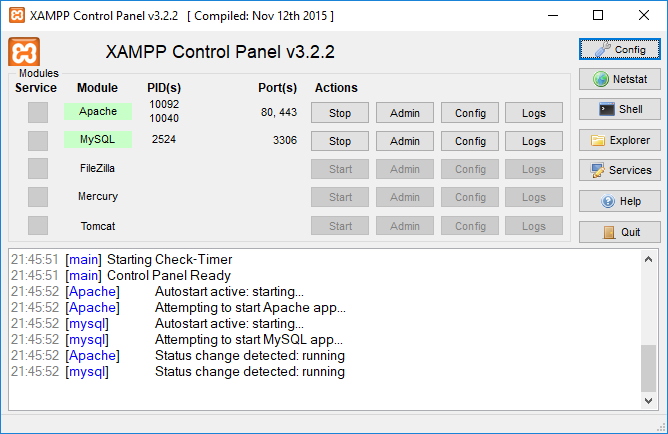 XAMPP Control Panel v3.2.2   [ Compiled: Nov 12th 2015 ]
XAMPP Control Panel v3.2.2
Config
Modules
Service Module PID(s) Port(s) Actions
Netstat
Apache 10092 10040 80, 443 Stop Admin Config Logs
Shell
MySQL 2524 3306 Stop Admin Config Logs
Explorer
FileZilla Start Admin Config Logs
Services
Mercury Start Admin Config Logs
Help
Tomcat Start Admin Config Logs
Quit
21:45:51 [main] Starting Check-Timer
21:45:51 [main] Control Panel Ready
21:45:52 [Apache] Autostart active: starting...
21:45:52 [Apache] Attempting to start Apache app...
21:45:52 [mysql] Autostart active: starting...
21:45:52 [mysql] Attempting to start MySQL app...
21:45:52 [Apache] Status change detected: running
21:45:52 [mysql] Status change detected: running